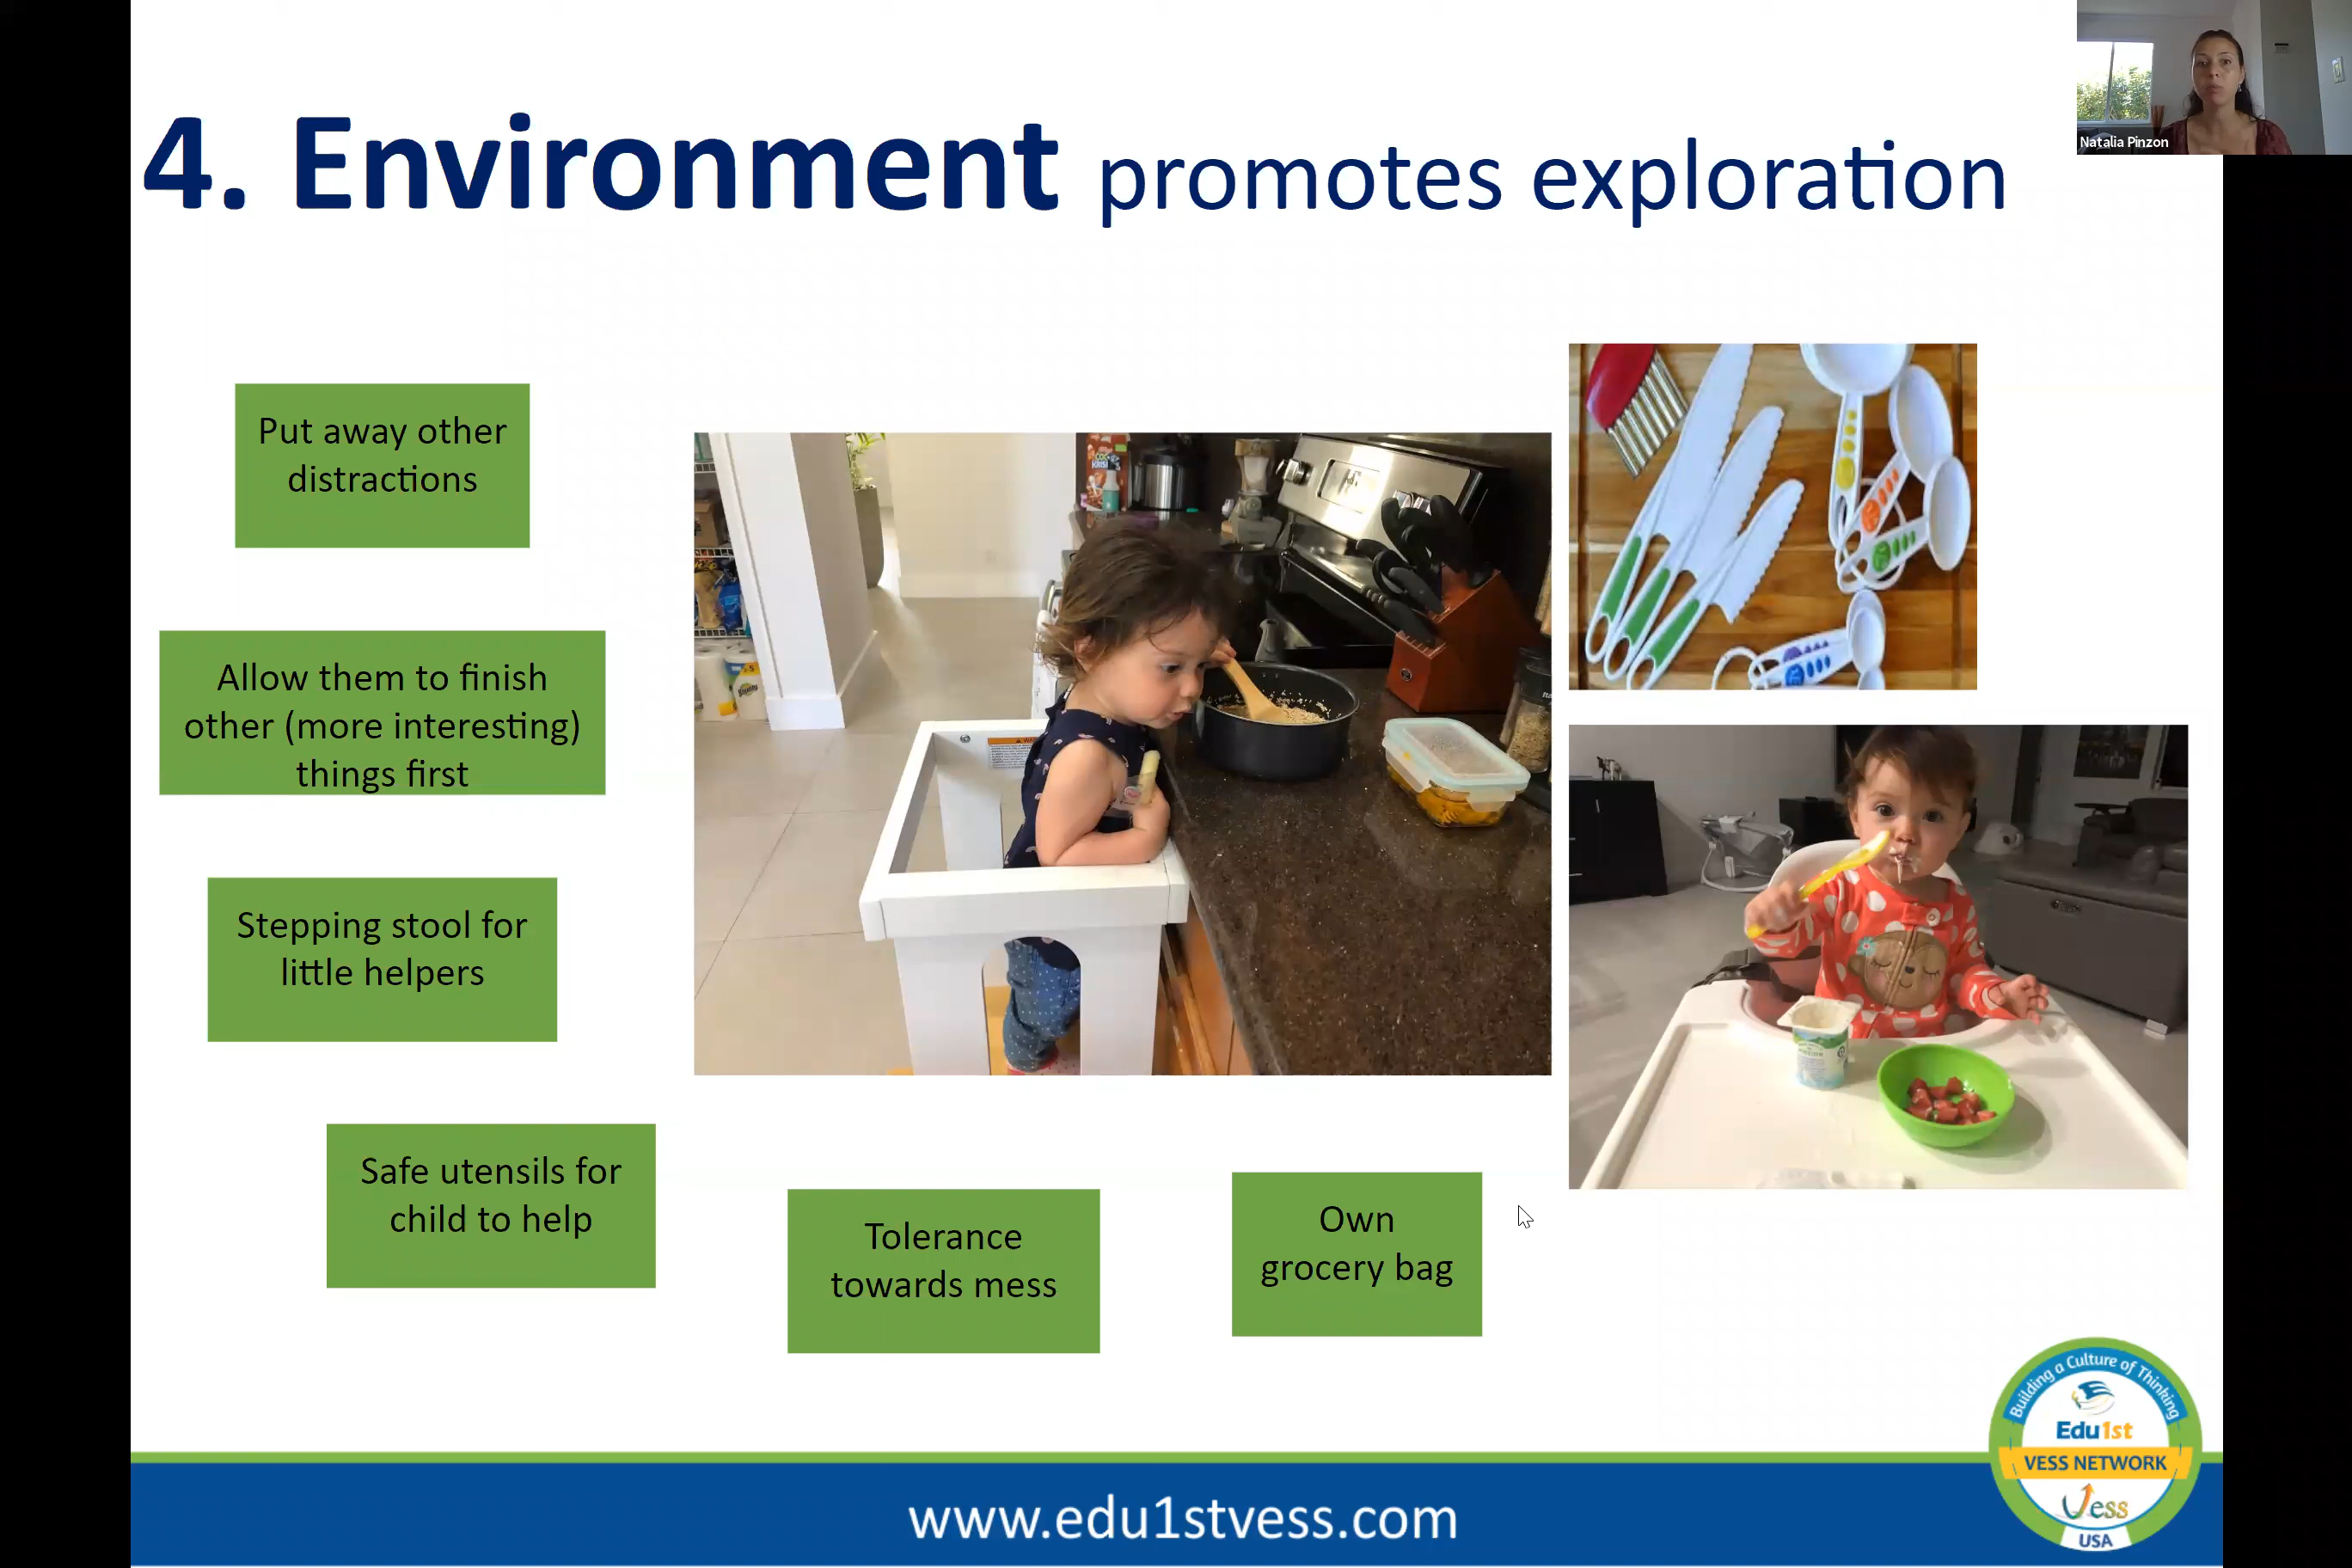 Natalia Pinzon
4. Environment promotes exploration
Put away other
distractions
Allow them to finish
other (more interesting)
things first
Stepping stool for
little helpers
Safe utensils for
child to help
Tolerance
towards mess
Own
grocery bag
Building a Culture of Thinking
Edu1st
VESS NETWORK
Vess
USA
www.edu1stvess.com